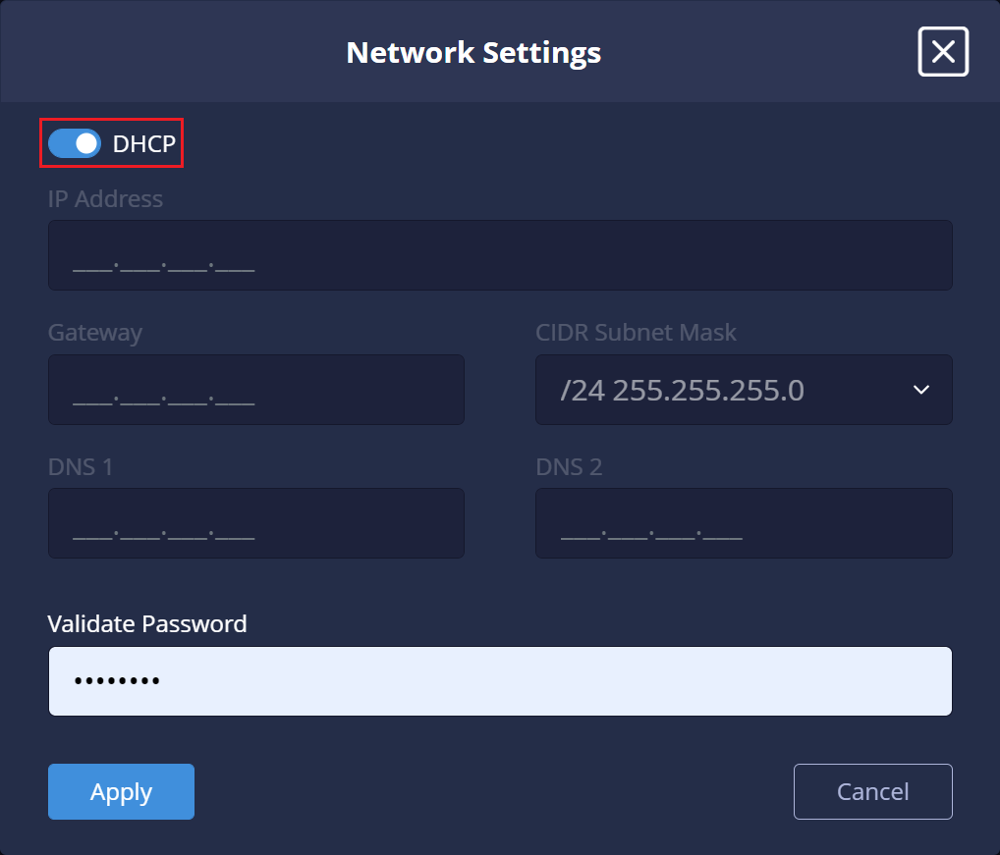 Network Settings
DHCP
IP Address
___.___.___.___
Gateway
CIDR Subnet Mask
___.___.___.___
/24 255.255.255.0
DNS 1
DNS 2
___.___.___.___
___.___.___.___
Validate Password
••••••••
Apply
Cancel